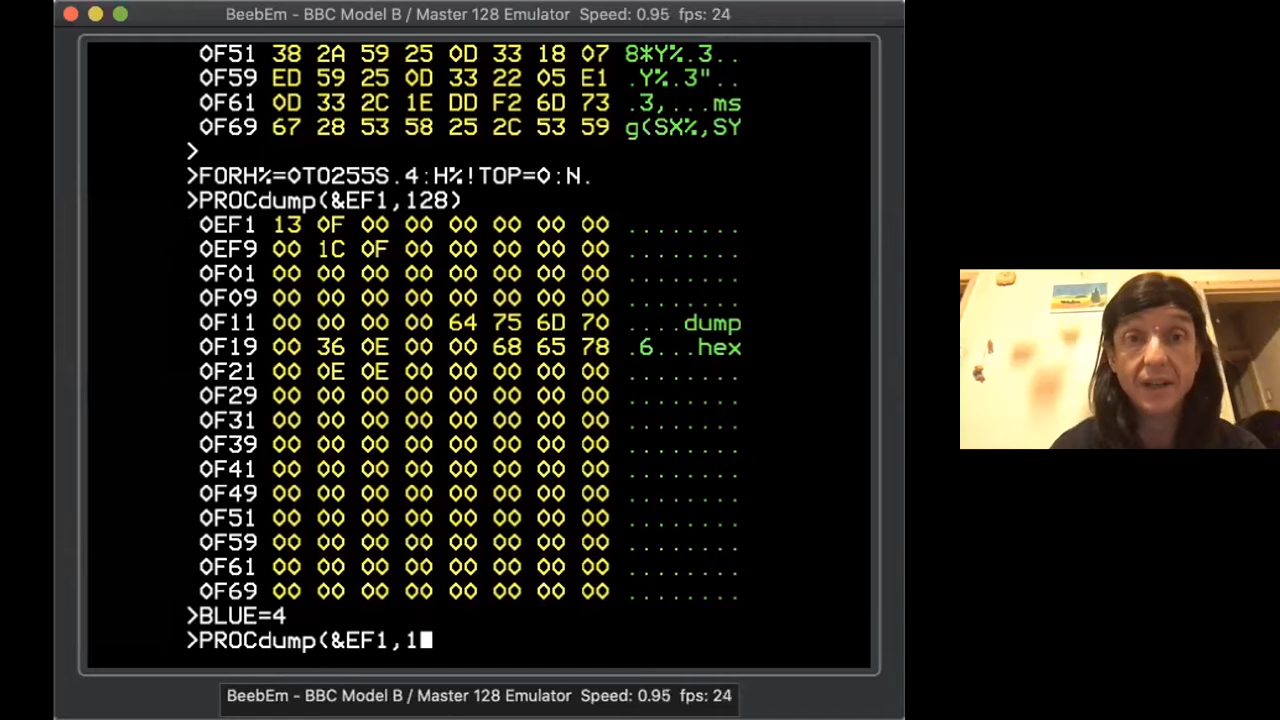 BeebEm - BBC Model B / Master 128 Emulator  Speed: 0.95  fps: 24
0F51 38 2A 59 25 0D 33 18 07 8*Y%.3..
0F59 ED 59 25 0D 33 22 05 E1 .Y%.3"..
0F61 0D 33 2C 1E DD F2 6D 73 .3,...ms
0F69 67 28 53 58 25 2C 53 59 g(SX%,SY
>
>FORH%=0TO255S.4:H%!TOP=0:N.
>PROCdump(&EF1,128)
0EF1 13 0F 00 00 00 00 00 00 ........
0EF9 00 1C 0F 00 00 00 00 00 ........
0F01 00 00 00 00 00 00 00 00 ........
0F09 00 00 00 00 00 00 00 00 ........
0F11 00 00 00 00 64 75 6D 70 ....dump
0F19 00 36 0E 00 00 68 65 78 .6...hex
0F21 00 0E 0E 00 00 00 00 00 ........
0F29 00 00 00 00 00 00 00 00 ........
0F31 00 00 00 00 00 00 00 00 ........
0F39 00 00 00 00 00 00 00 00 ........
0F41 00 00 00 00 00 00 00 00 ........
0F49 00 00 00 00 00 00 00 00 ........
0F51 00 00 00 00 00 00 00 00 ........
0F59 00 00 00 00 00 00 00 00 ........
0F61 00 00 00 00 00 00 00 00 ........
0F69 00 00 00 00 00 00 00 00 ........
>BLUE=4
>PROCdump(&EF1,1
BeebEm - BBC Model B / Master 128 Emulator  Speed: 0.95  fps: 24